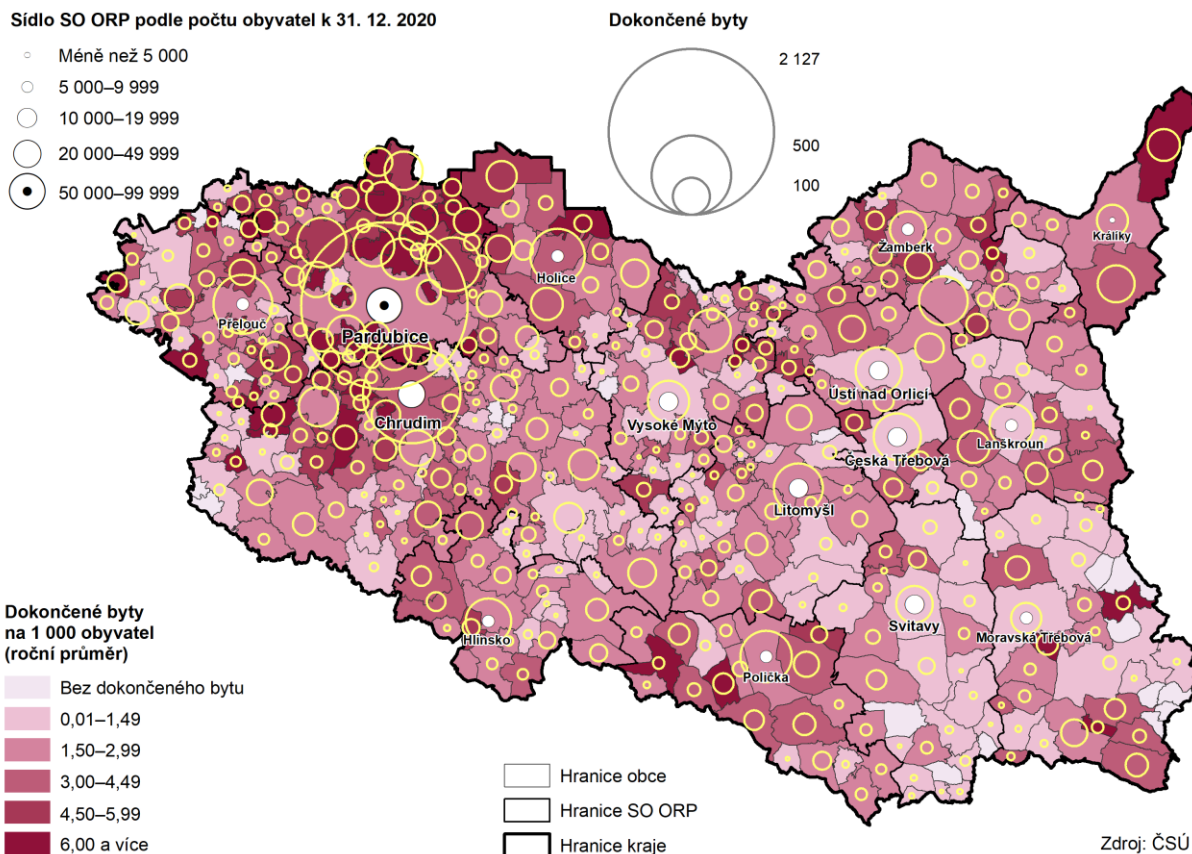 Sídlo SO ORP podle počtu obyvatel k 31. 12. 2020
Méně než 5 000
5 000–9 999
10 000–19 999
20 000–49 999
50 000–99 999
Dokončené byty
2 127
500
100
Králíky
Žamberk
Holice
Přelouč
Pardubice
Ústí nad Orlicí
Chrudim
Vysoké Mýto
Lanškroun
Česká Třebová
Litomyšl
Svitavy
Moravská Třebová
Hlinsko
Polička
Dokončené byty
na 1 000 obyvatel
(roční průměr)
Bez dokončeného bytu
0,01–1,49
1,50–2,99
3,00–4,49
4,50–5,99
6,00 a více
Hranice obce
Hranice SO ORP
Hranice kraje
Zdroj: ČSÚ